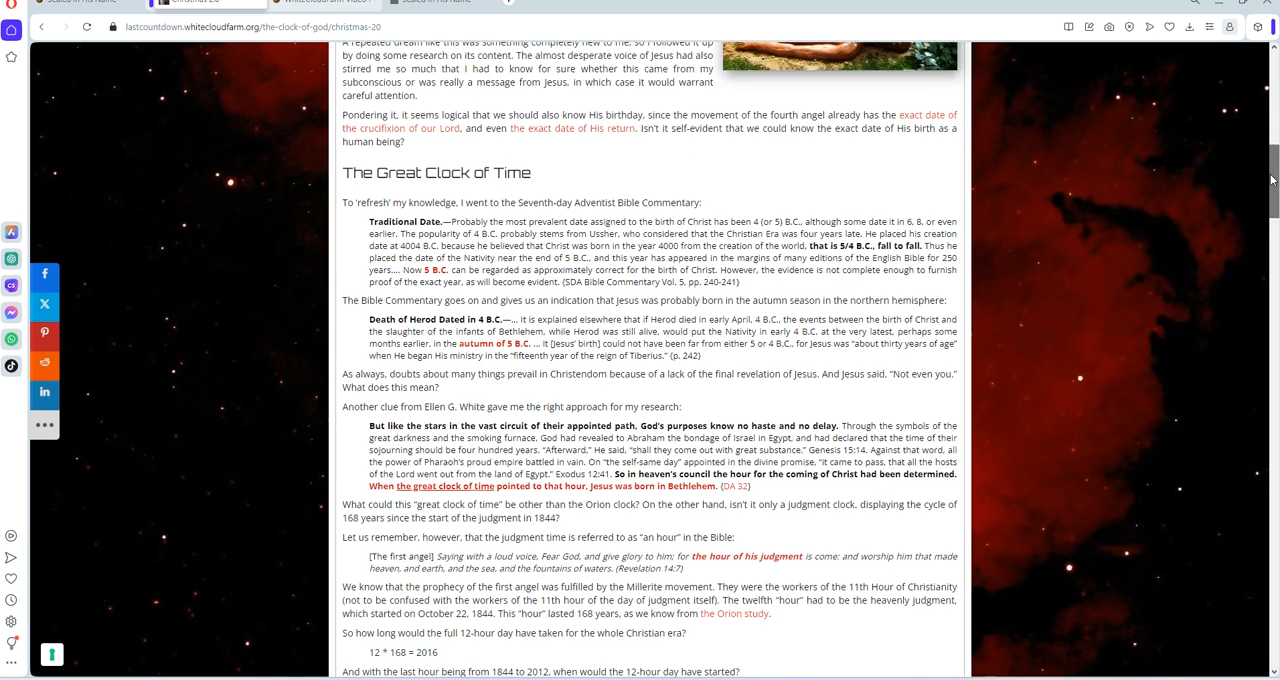 Sealed in His Name
Christmas 2.0
WhiteCloudFarm Video
Sealed in His Name
lastcountdown.whitecloudfarm.org/the-clock-of-god/christmas-20
A repeated dream like this was something completely new to me, so I followed it up
by doing some research on its content. The almost desperate voice of Jesus had also
stirred me so much that I had to know for sure whether this came from my
subconscious or was really a message from Jesus, in which case it would warrant
careful attention.
Pondering it, it seems logical that we should also know His birthday, since the movement of the fourth angel already has the exact date of
the crucifixion of our Lord, and even the exact date of His return. Isn't it self-evident that we could know the exact date of His birth as a
human being?
The Great Clock of Time
To 'refresh' my knowledge, I went to the Seventh-day Adventist Bible Commentary:
Traditional Date.—Probably the most prevalent date assigned to the birth of Christ has been 4 (or 5) B.C., although some date it in 6, 8, or even
earlier. The popularity of 4 B.C. probably stems from Ussher, who considered that the Christian Era was four years late. He placed his creation
date at 4004 B.C. because he believed that Christ was born in the year 4000 from the creation of the world, that is 5/4 B.C., fall to fall. Thus he
placed the date of the Nativity near the end of 5 B.C., and this year has appeared in the margins of many editions of the English Bible for 250
years.... Now 5 B.C. can be regarded as approximately correct for the birth of Christ. However, the evidence is not complete enough to furnish
proof of the exact year, as will become evident. {SDA Bible Commentary Vol. 5, pp. 240-241}
The Bible Commentary goes on and gives us an indication that Jesus was probably born in the autumn season in the northern hemisphere:
Death of Herod Dated in 4 B.C.—... It is explained elsewhere that if Herod died in early April, 4 B.C., the events between the birth of Christ and
the slaughter of the infants of Bethlehem, while Herod was still alive, would put the Nativity in early 4 B.C. at the very latest, perhaps some
months earlier, in the autumn of 5 B.C. ... It [Jesus' birth] could not have been far from either 5 or 4 B.C., for Jesus was "about thirty years of age"
when He began His ministry in the "fifteenth year of the reign of Tiberius." {p. 242}
As always, doubts about many things prevail in Christendom because of a lack of the final revelation of Jesus. And Jesus said, "Not even you."
What does this mean?
Another clue from Ellen G. White gave me the right approach for my research:
But like the stars in the vast circuit of their appointed path, God's purposes know no haste and no delay. Through the symbols of the
great darkness and the smoking furnace, God had revealed to Abraham the bondage of Israel in Egypt, and had declared that the time of their
sojourning should be four hundred years. "Afterward," He said, "shall they come out with great substance." Genesis 15:14. Against that word, all
the power of Pharaoh's proud empire battled in vain. On "the self-same day" appointed in the divine promise, "it came to pass, that all the hosts
of the Lord went out from the land of Egypt." Exodus 12:41. So in heaven's council the hour for the coming of Christ had been determined.
When the great clock of time pointed to that hour, Jesus was born in Bethlehem. {DA 32}
What could this "great clock of time" be other than the Orion clock? On the other hand, isn't it only a judgment clock, displaying the cycle of
168 years since the start of the judgment in 1844?
Let us remember, however, that the judgment time is referred to as "an hour" in the Bible:
[The first angel] Saying with a loud voice, Fear God, and give glory to him; for the hour of his judgment is come: and worship him that made
heaven, and earth, and the sea, and the fountains of waters. (Revelation 14:7)
We know that the prophecy of the first angel was fulfilled by the Millerite movement. They were the workers of the 11th Hour of Christianity
(not to be confused with the workers of the 11th hour of the day of judgment itself). The twelfth "hour" had to be the heavenly judgment,
which started on October 22, 1844. This "hour" lasted 168 years, as we know from the Orion study.
So how long would the full 12-hour day have taken for the whole Christian era?
12 * 168 = 2016
And with the last hour being from 1844 to 2012, when would the 12-hour day have started?